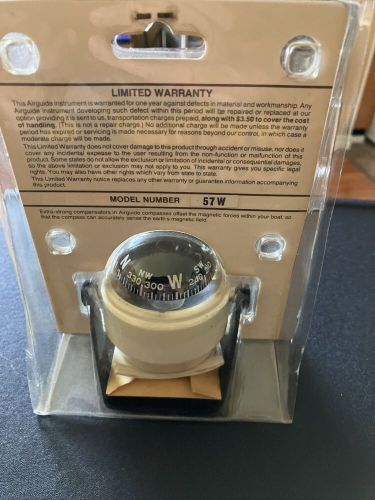 LIMITED WARRANTY
This Airguide instrument is warranted for one year against defects in material and workmanship. Any
Airguide instrument developing such defect within this period will be repaired or replaced at our
option providing it is sent to us, transportation charges prepaid, along with $3.50 to cover the cost
of handling. (This is not a repair charge.) No additional charge will be made unless the warranty
period has expired or servicing is made necessary for reasons beyond our control, in which case a
moderate charge will be made.
This Limited Warranty does not cover damage to this product through accident or misuse, nor does it
cover any incidental expense to the user resulting from the non-function or malfunction of this
product. Some states do not allow the exclusion or limitation of incidental or consequential damages,
so the above limitation or exclusion may not apply to you. This warranty gives you specific legal
rights. You may also have other rights which vary from state to state.
This Limited Warranty notice replaces any other warranty or guarantee information accompanying
this product.
MODEL NUMBER 57W
Extra-strong compensators in Airguide compasses offset the magnetic forces within your boat, so
that the compass can accurately sense the earth's magnetic field.
NW W SW
330 300 240